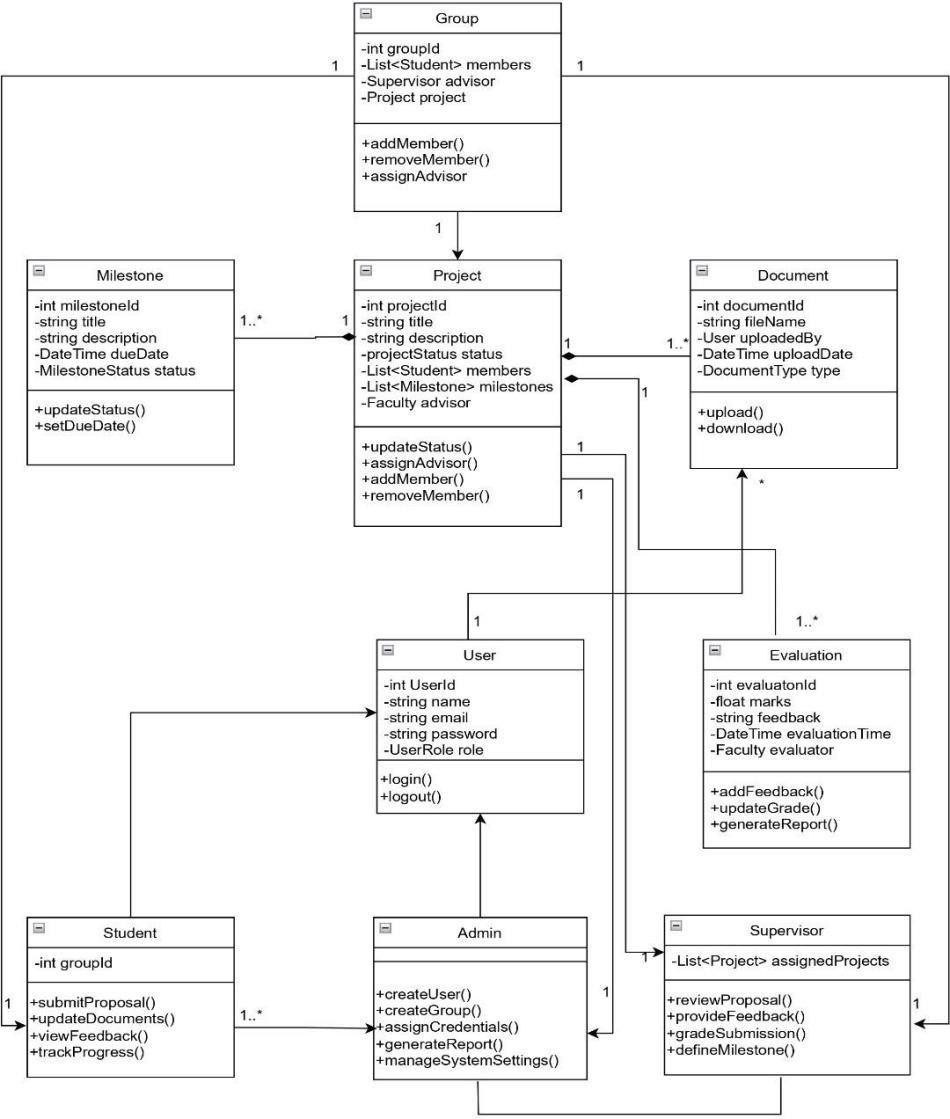 Group
-int groupId
-List<Student> members
-Supervisor advisor
-Project project
+addMember()
+removeMember()
+assignAdvisor
1
1
1
Milestone
-int milestoneId
-string title
-string description
-DateTime dueDate
-MilestoneStatus status
+updateStatus()
+setDueDate()
1..*
1
Project
-int projectId
-string title
-string description
-projectStatus status
-List<Student> members
-List<Milestone> milestones
-Faculty advisor
+updateStatus()
+assignAdvisor()
+addMember()
+removeMember()
1
1..*
1
1
1
Document
-int documentId
-string fileName
-User uploadedBy
-DateTime uploadDate
-DocumentType type
+upload()
+download()
*
1
1..*
User
-int UserId
-string name
-string email
-string password
-UserRole role
+login()
+logout()
Evaluation
-int evaluatonId
-float marks
-string feedback
-DateTime evaluationTime
-Faculty evaluator
+addFeedback()
+updateGrade()
+generateReport()
Student
-int groupId
+submitProposal()
+updateDocuments()
+viewFeedback()
+trackProgress()
1
1..*
Admin
+createUser()
+createGroup()
+assignCredentials()
+generateReport()
+manageSystemSettings()
1
1
Supervisor
-List<Project> assignedProjects
+reviewProposal()
+provideFeedback()
+gradeSubmission()
+defineMilestone()
1